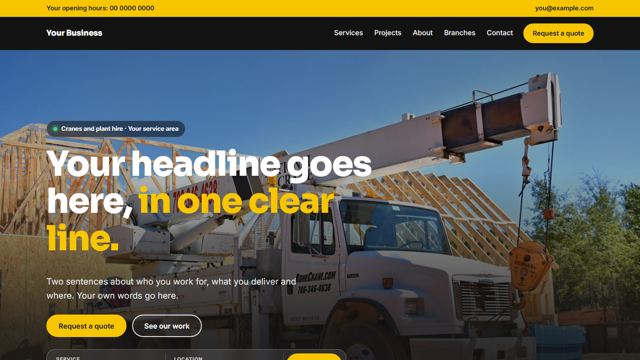 Your opening hours: 00 0000 0000
you@example.com
Your Business
Services
Projects
About
Branches
Contact
Request a quote
Cranes and plant hire · Your service area
Your headline goes
here, in one clear
line.
Two sentences about who you work for, what you deliver and
where. Your own words go here.
Request a quote
See our work
SERVICE
LOCATION